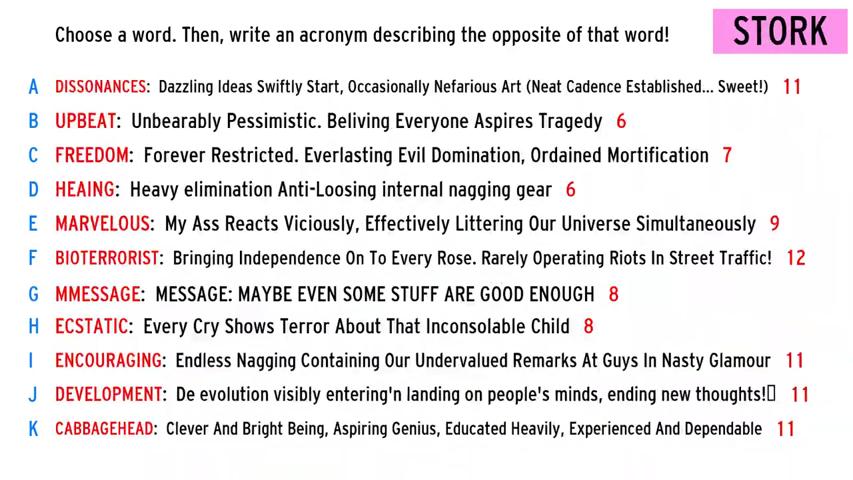 Choose a word. Then, write an acronym describing the opposite of that word!
STORK
A DISSONANCES: Dazzling Ideas Swiftly Start, Occasionally Nefarious Art (Neat Cadence Established... Sweet!) 11
B UPBEAT: Unbearably Pessimistic. Beliving Everyone Aspires Tragedy 6
C FREEDOM: Forever Restricted. Everlasting Evil Domination, Ordained Mortification 7
D HEAING: Heavy elimination Anti-Loosing internal nagging gear 6
E MARVELOUS: My Ass Reacts Viciously, Effectively Littering Our Universe Simultaneously 9
F BIOTERRORIST: Bringing Independence On To Every Rose. Rarely Operating Riots In Street Traffic! 12
G MMESSAGE: MESSAGE: MAYBE EVEN SOME STUFF ARE GOOD ENOUGH 8
H ECSTATIC: Every Cry Shows Terror About That Inconsolable Child 8
I ENCOURAGING: Endless Nagging Containing Our Undervalued Remarks At Guys In Nasty Glamour 11
J DEVELOPMENT: De evolution visibly entering'n landing on people's minds, ending new thoughts!▯ 11
K CABBAGEHEAD: Clever And Bright Being, Aspiring Genius, Educated Heavily, Experienced And Dependable 11